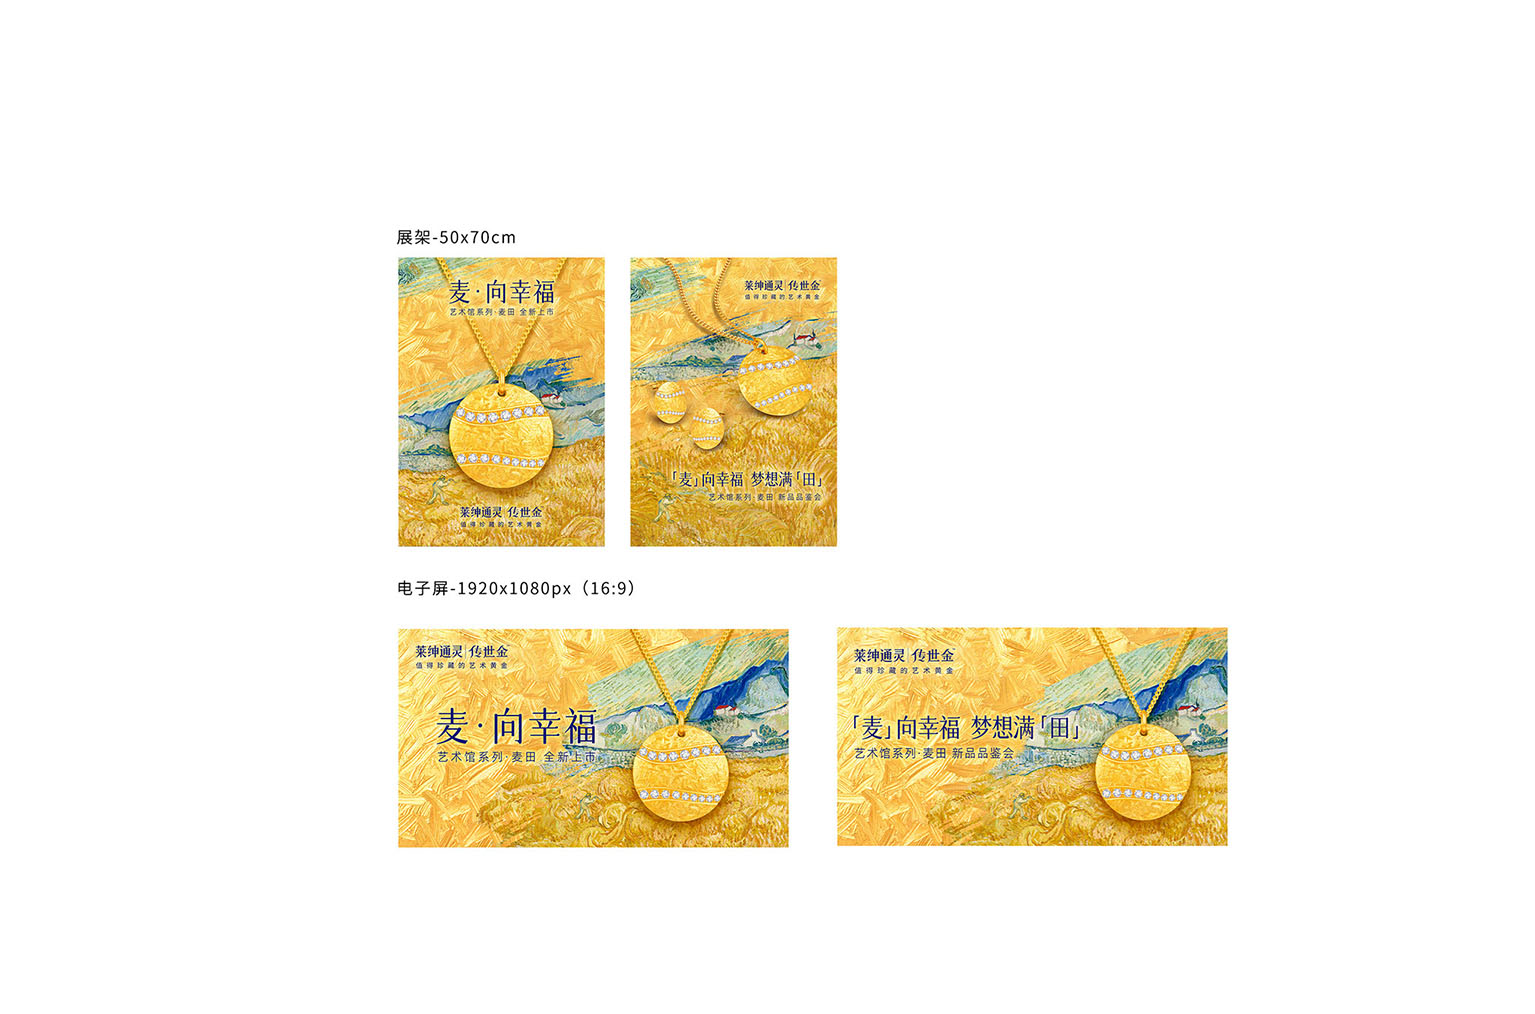 展架-50x70cm
麦·向幸福
艺术馆系列·麦田 全新上市
莱绅通灵 | 传世金
值得珍藏的艺术黄金
莱绅通灵 | 传世金
值得珍藏的艺术黄金
「麦」向幸福 梦想满「田」
艺术馆系列·麦田 新品品鉴会
电子屏-1920x1080px（16:9）
莱绅通灵 | 传世金
值得珍藏的艺术黄金
麦·向幸福
艺术馆系列·麦田 全新上市
莱绅通灵 | 传世金
值得珍藏的艺术黄金
「麦」向幸福 梦想满「田」
艺术馆系列·麦田 新品品鉴会